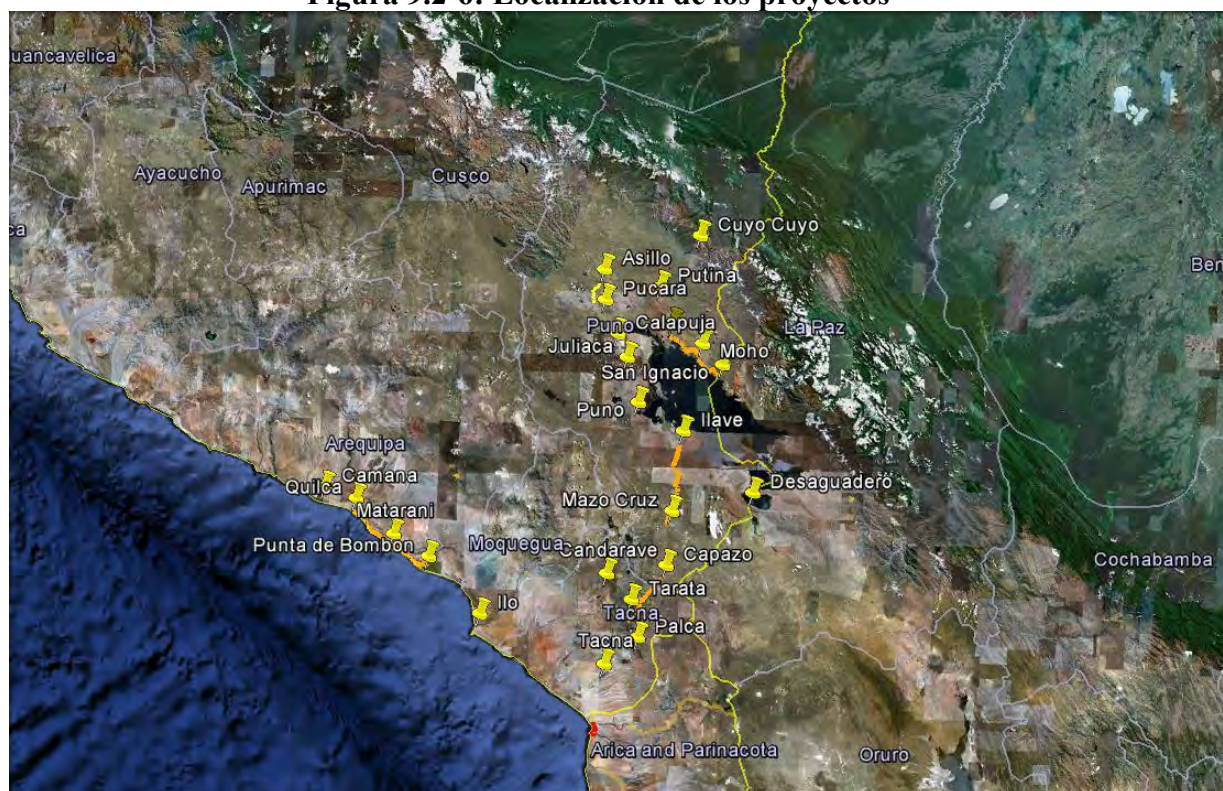 Figura 9.2-6: Localización de los proyectos
uancavelica
Ayacucho
Apurimac
Cusco
Cuyo Cuyo
ca
Asillo
Putina
Ben
Pucara
Puno
Calapuja
La Paz
Juliaca
Moho
San Ignacio
Puno
Ilave
Arequipa
Camana
Quilca
Desaguadero
Mazo Cruz
Matarani
Punta de Bombon
Moquegua
Candarave
Capazo
Cochabamba
Tarata
Ilo
Tacna
Palca
Tacna
Arica and Parinacota
Oruro